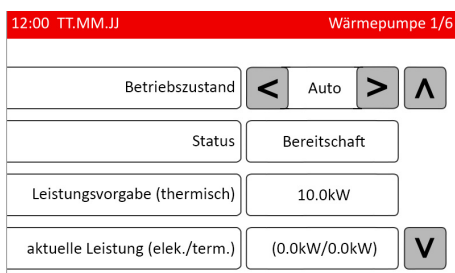 12:00 TT.MM.JJ Wärmepumpe 1/6
Betriebszustand < Auto > Λ
Status Bereitschaft
Leistungsvorgabe (thermisch) 10.0kW
aktuelle Leistung (elek./term.) (0.0kW/0.0kW) V